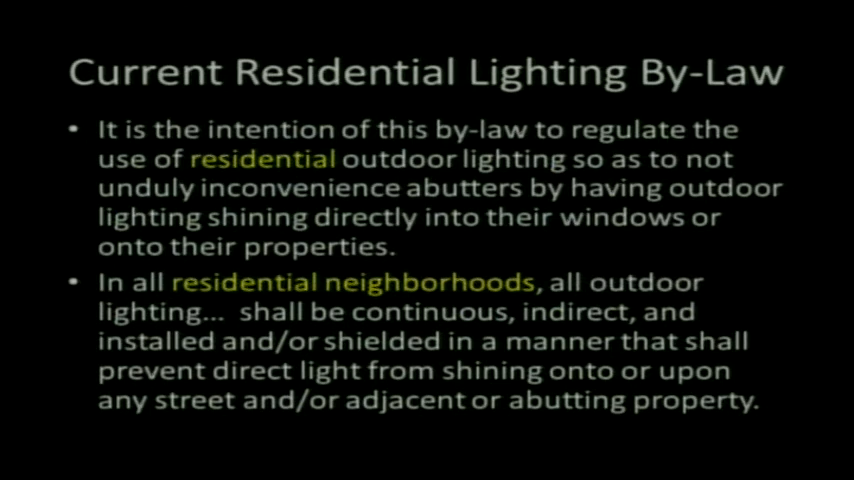 Current Residential Lighting By-Law
• It is the intention of this by-law to regulate the
use of residential outdoor lighting so as to not
unduly inconvenience abutters by having outdoor
lighting shining directly into their windows or
onto their properties.
• In all residential neighborhoods, all outdoor
lighting... shall be continuous, indirect, and
installed and/or shielded in a manner that shall
prevent direct light from shining onto or upon
any street and/or adjacent or abutting property.